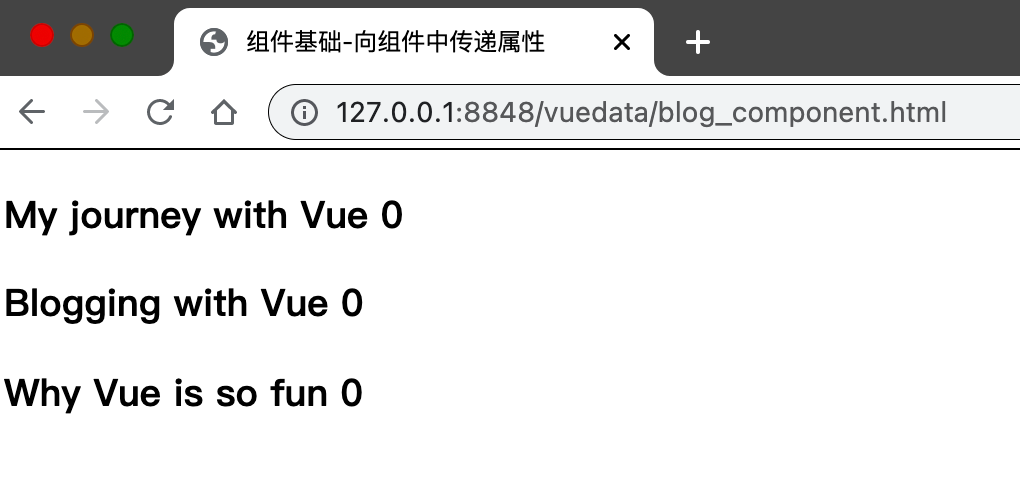 组件基础-向组件中传递属性
127.0.0.1:8848/vuedata/blog_component.html
My journey with Vue 0
Blogging with Vue 0
Why Vue is so fun 0